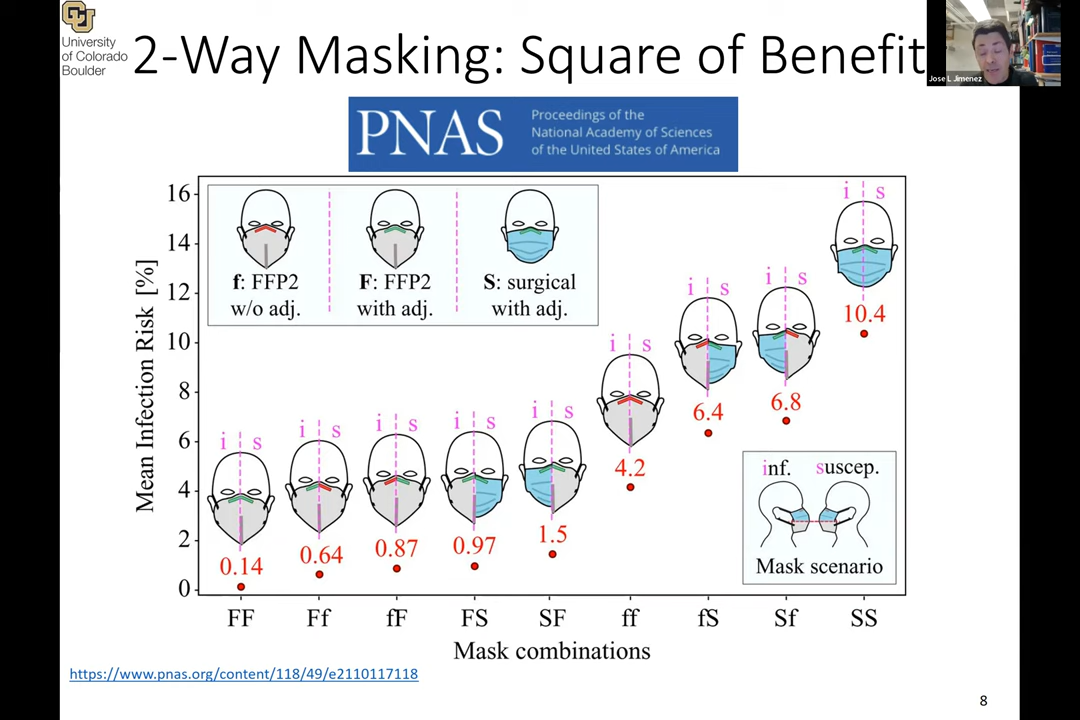 CU
University
of Colorado
Boulder
2-Way Masking: Square of Benefit
Jose L Jimenez
PNAS
Proceedings of the
National Academy of Sciences
of the United States of America
Mean Infection Risk [%]
16
14
12
10
8
6
4
2
0
f: FFP2
w/o adj.
F: FFP2
with adj.
S: surgical
with adj.
i s
0.14
i s
0.64
i s
0.87
i s
0.97
i s
1.5
i s
4.2
i s
6.4
i s
6.8
i s
10.4
inf. suscep.
Mask scenario
FF Ff fF FS SF ff fS Sf SS
Mask combinations
https://www.pnas.org/content/118/49/e2110117118
8